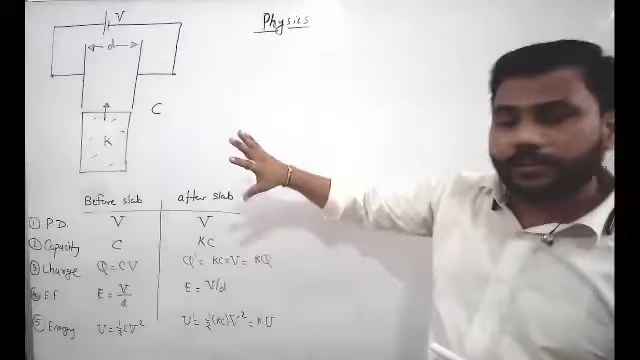 Physics
V
d
C
K
Before slab after slab
① P.D. V V
② Capacity C KC
③ Charge Q = CV Q' = KC×V = KQ
④ E.F E = V/d E = V/d
⑤ Energy U = ½CV² U' = ½(KC)V² = KU